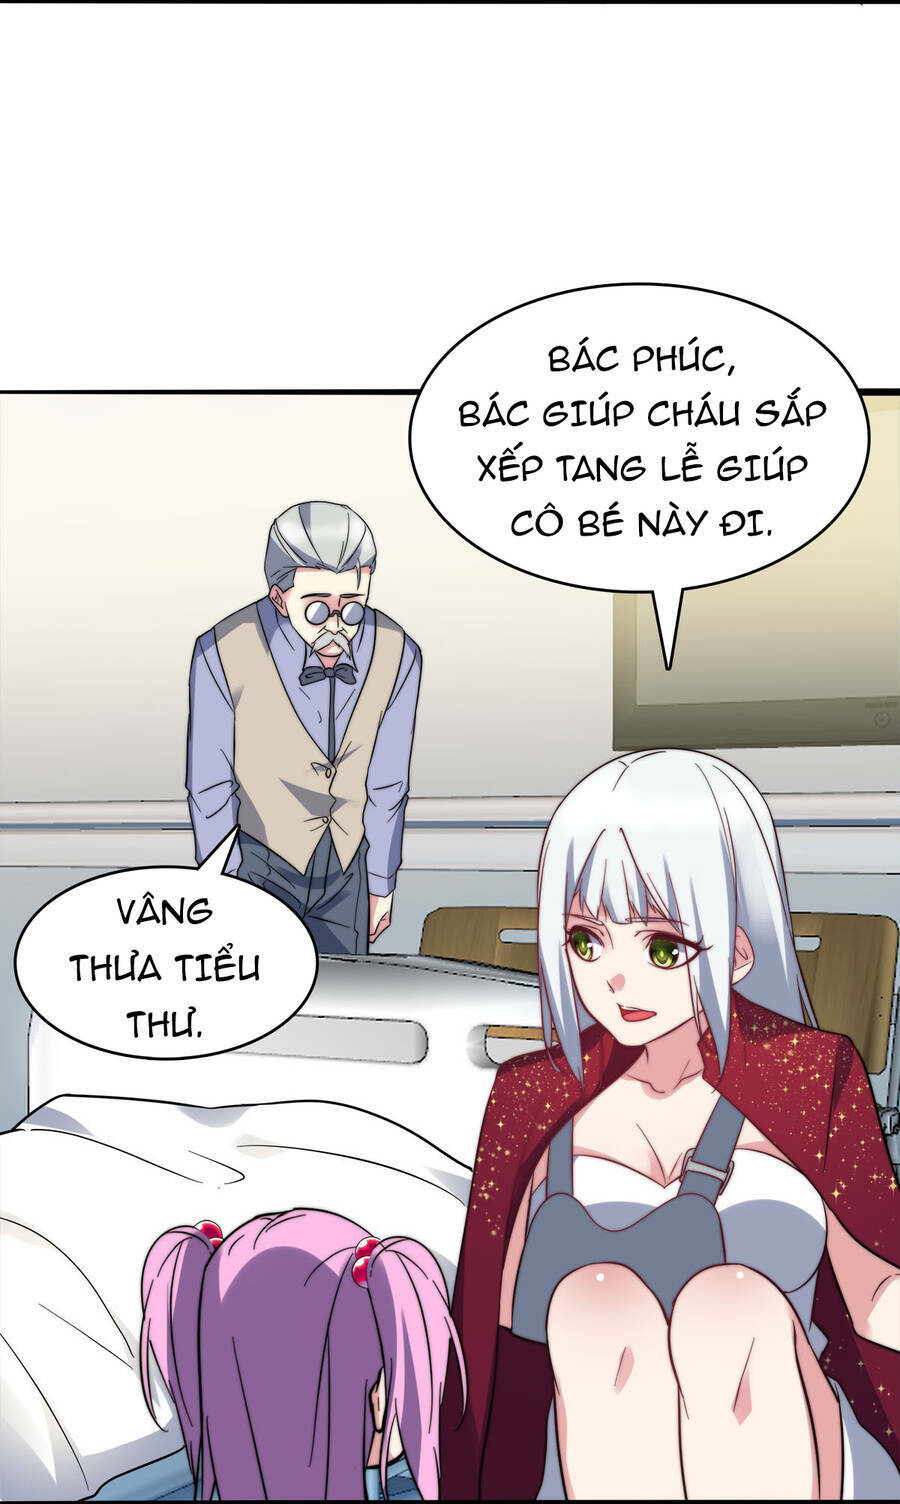 BÁC PHÚC,
BÁC GIÚP CHÁU SẮP
XẾP TANG LỄ GIÚP
CÔ BÉ NÀY ĐI.
VÂNG
THƯA TIỂU
THƯ.